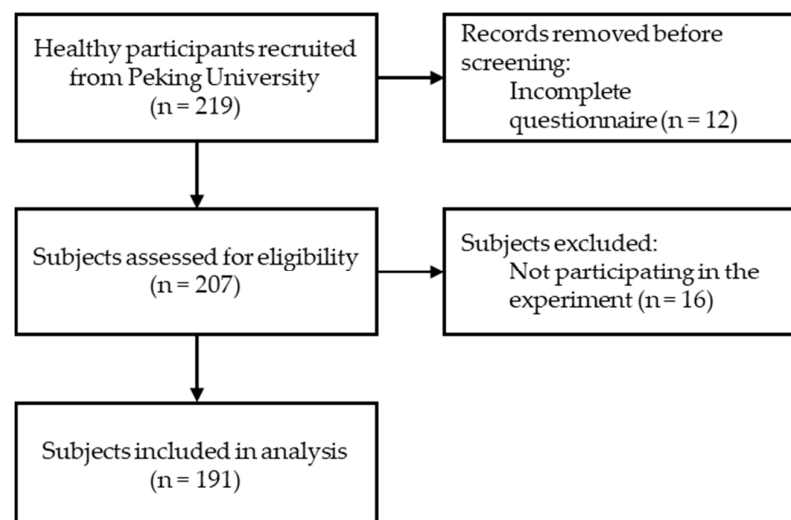 Healthy participants recruited
from Peking University
(n = 219)
Records removed before
screening:
Incomplete
questionnaire (n = 12)
Subjects assessed for eligibility
(n = 207)
Subjects excluded:
Not participating in the
experiment (n = 16)
Subjects included in analysis
(n = 191)